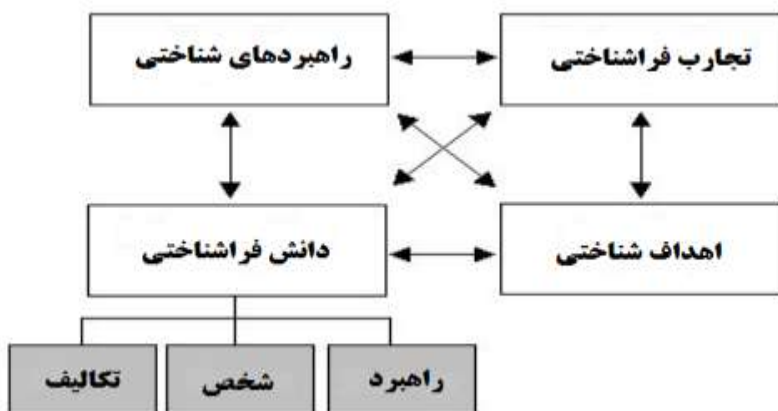 تجارب فراشناختی
راهبردهای شناختی
اهداف شناختی
دانش فراشناختی
راهبرد
شخص
تکالیف